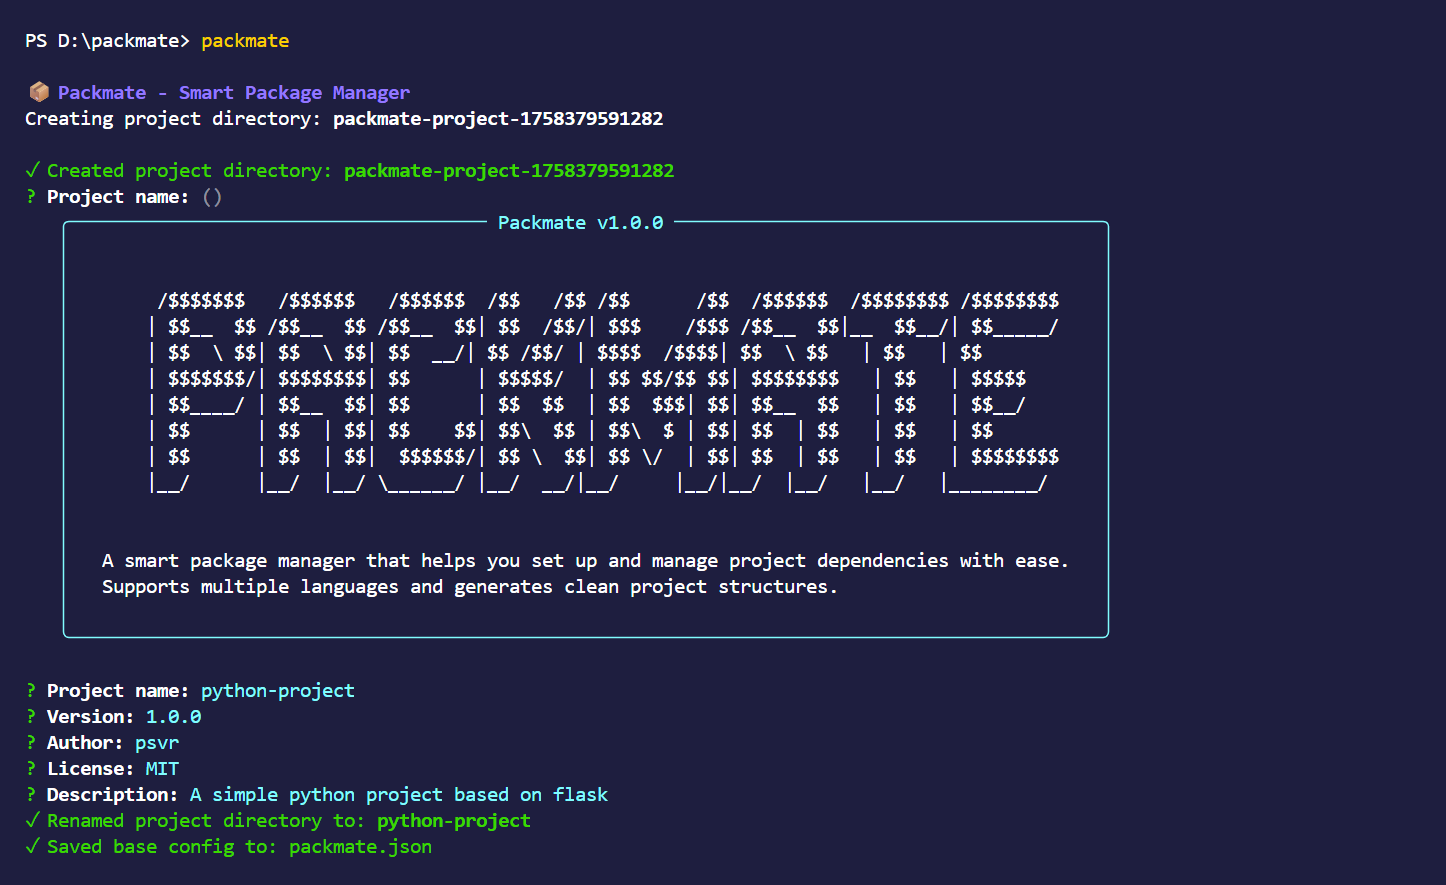 PS D:\packmate> packmate
📦 Packmate - Smart Package Manager
Creating project directory: packmate-project-1758379591282
✓ Created project directory: packmate-project-1758379591282
? Project name: ()
Packmate v1.0.0
 /$$$$$$$   /$$$$$$   /$$$$$$  /$$   /$$ /$$      /$$  /$$$$$$  /$$$$$$$$ /$$$$$$$$
| $$__  $$ /$$__  $$ /$$__  $$| $$  /$$/| $$$    /$$$ /$$__  $$|__  $$__/| $$_____/
| $$  \ $$| $$  \ $$| $$  __/| $$ /$$/ | $$$$  /$$$$| $$  \ $$   | $$   | $$
| $$$$$$$/| $$$$$$$$| $$      | $$$$$/  | $$ $$/$$ $$| $$$$$$$$   | $$   | $$$$$
| $$____/ | $$__  $$| $$      | $$  $$  | $$  $$$| $$| $$__  $$   | $$   | $$__/
| $$      | $$  | $$| $$    $$| $$\  $$ | $$\  $ | $$| $$  | $$   | $$   | $$
| $$      | $$  | $$|  $$$$$$/| $$ \  $$| $$ \/  | $$| $$  | $$   | $$   | $$$$$$$$
|__/      |__/  |__/ \______/ |__/  __/|__/     |__/|__/  |__/   |__/   |________/
A smart package manager that helps you set up and manage project dependencies with ease.
Supports multiple languages and generates clean project structures.
? Project name: python-project
? Version: 1.0.0
? Author: psvr
? License: MIT
? Description: A simple python project based on flask
✓ Renamed project directory to: python-project
✓ Saved base config to: packmate.json